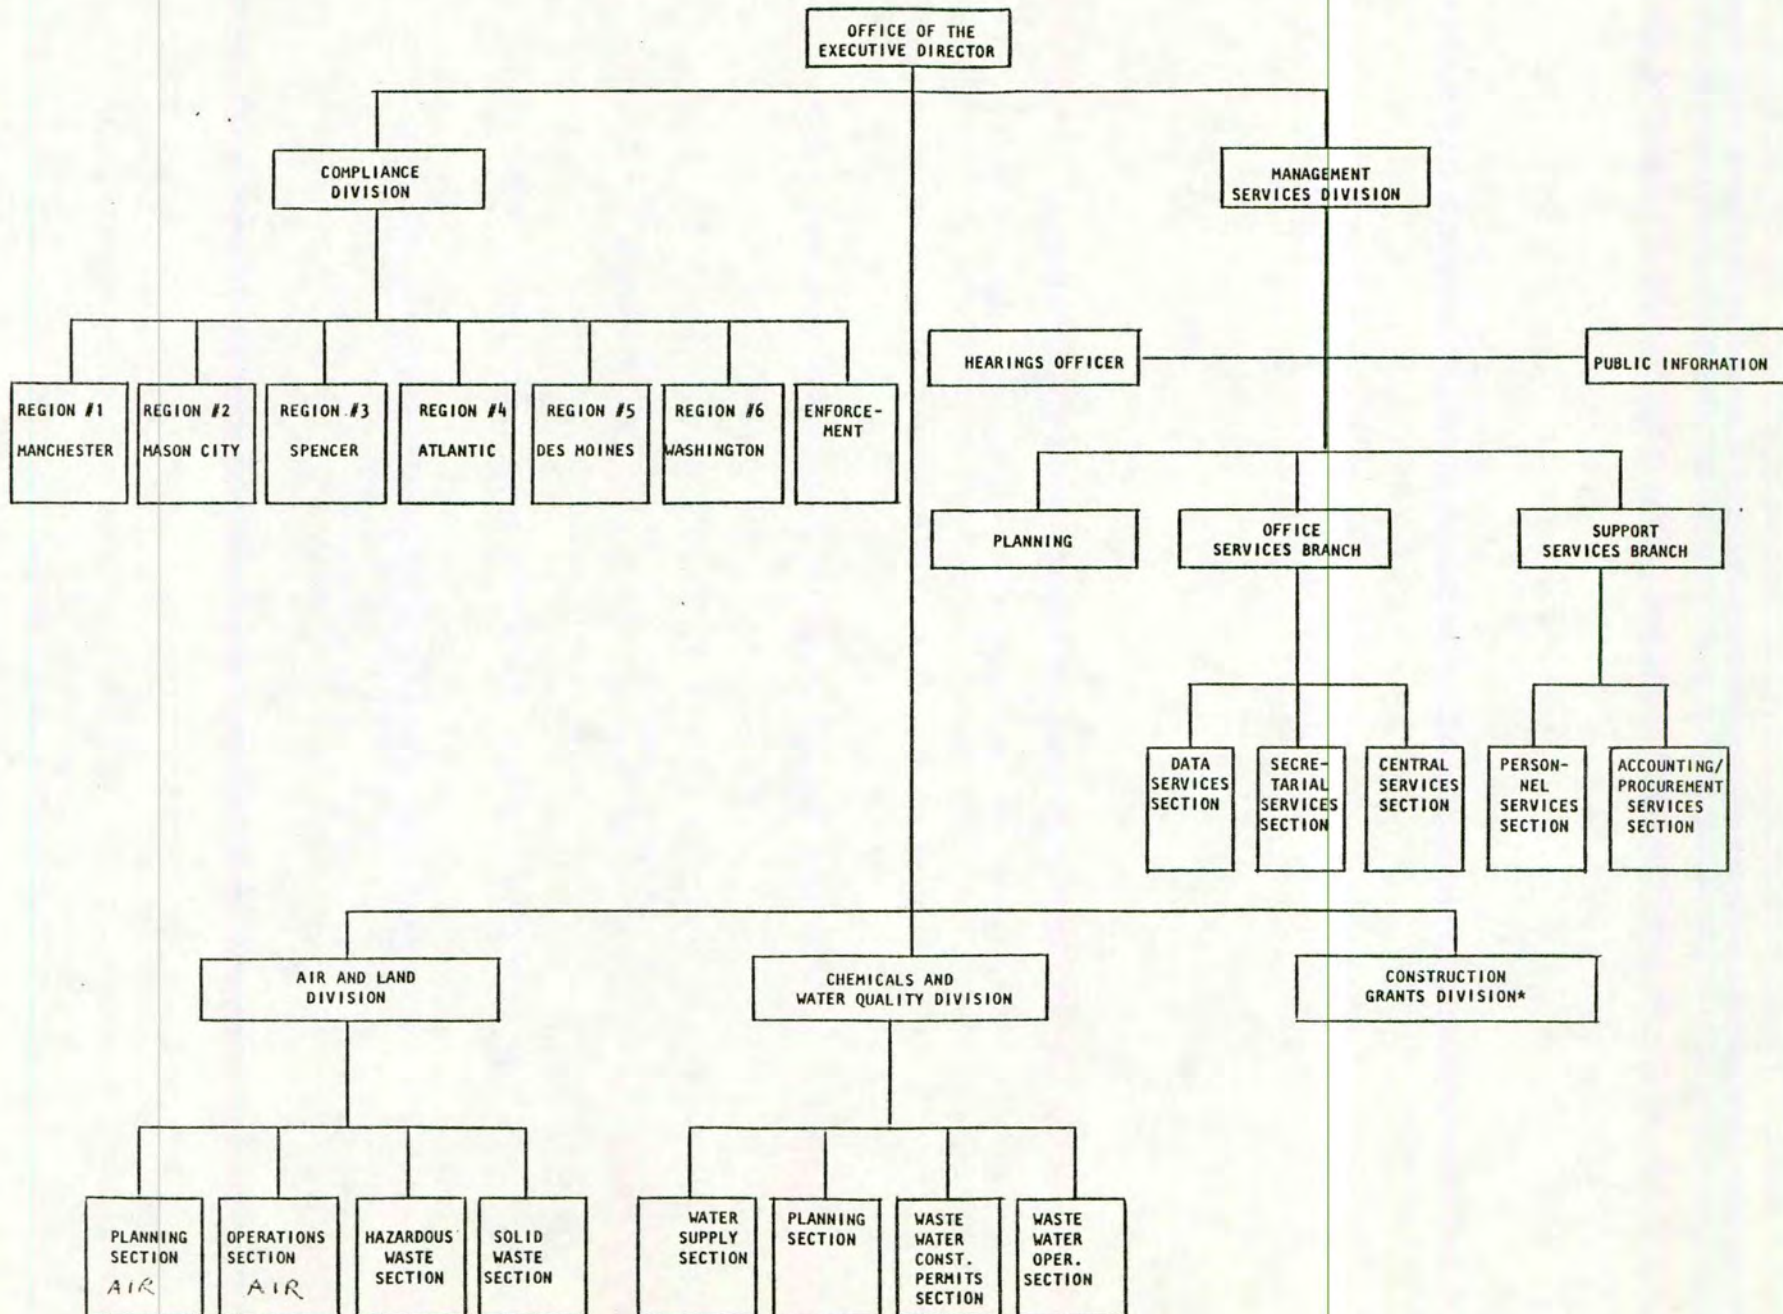 OFFICE OF THE
EXECUTIVE DIRECTOR
COMPLIANCE
DIVISION
MANAGEMENT
SERVICES DIVISION
HEARINGS OFFICER
PUBLIC INFORMATION
REGION #1
MANCHESTER
REGION #2
MASON CITY
REGION #3
SPENCER
REGION #4
ATLANTIC
REGION #5
DES MOINES
REGION #6
WASHINGTON
ENFORCE-
MENT
PLANNING
OFFICE
SERVICES BRANCH
SUPPORT
SERVICES BRANCH
DATA
SERVICES
SECTION
SECRE-
TARIAL
SERVICES
SECTION
CENTRAL
SERVICES
SECTION
PERSON-
NEL
SERVICES
SECTION
ACCOUNTING/
PROCUREMENT
SERVICES
SECTION
AIR AND LAND
DIVISION
CHEMICALS AND
WATER QUALITY DIVISION
CONSTRUCTION
GRANTS DIVISION*
PLANNING
SECTION
AIR
OPERATIONS
SECTION
AIR
HAZARDOUS
WASTE
SECTION
SOLID
WASTE
SECTION
WATER
SUPPLY
SECTION
PLANNING
SECTION
WASTE
WATER
CONST.
PERMITS
SECTION
WASTE
WATER
OPER.
SECTION